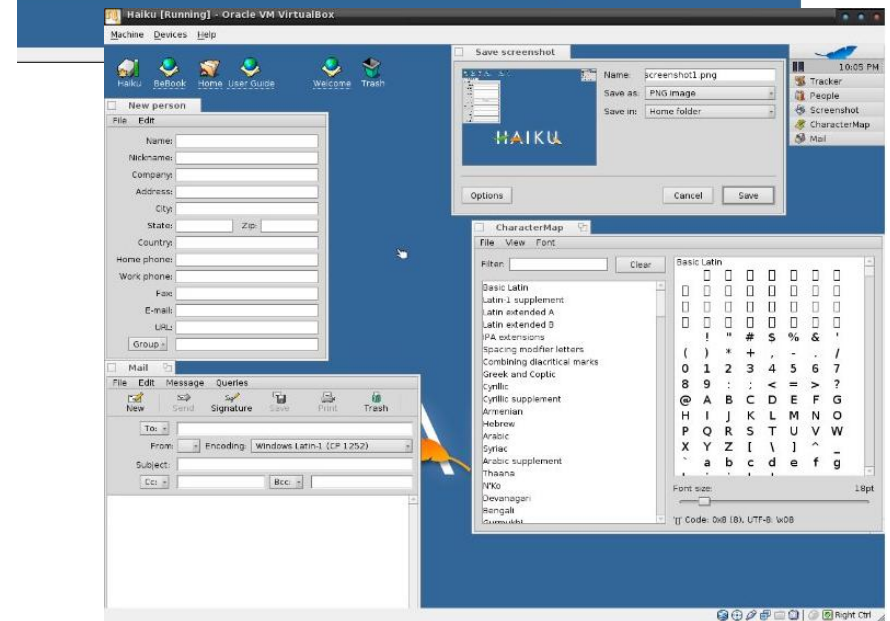 Haiku [Running] - Oracle VM VirtualBox
Machine Devices Help
Haiku BeBook Home User Guide Welcome Trash
10:05 PM
Tracker
People
Screenshot
CharacterMap
Mail
Save screenshot
Name: screenshot1.png
Save as: PNG image
Save in: Home folder
HAIKU
Options Cancel Save
New person
File Edit
Name:
Nickname:
Company:
Address:
City:
State: Zip:
Country:
Home phone:
Work phone:
Fax:
E-mail:
URL:
Group
Mail
File Edit Message Queries
New Send Signature Save Print Trash
To:
From: Encoding: Windows Latin-1 (CP 1252)
Subject:
Cc: Bcc:
CharacterMap
File View Font
Filter: Clear
Basic Latin
Latin-1 supplement
Latin extended A
Latin extended B
IPA extensions
Spacing modifier letters
Combining diacritical marks
Greek and Coptic
Cyrillic
Cyrillic supplement
Armenian
Hebrew
Arabic
Syriac
Arabic supplement
Thaana
N'Ko
Devanagari
Bengali
Gurmukhi
Basic Latin
! " # $ % & '
( ) * + , - . /
0 1 2 3 4 5 6 7
8 9 : ; < = > ?
@ A B C D E F G
H I J K L M N O
P Q R S T U V W
X Y Z [ \ ] ^ _
` a b c d e f g
Font size: 18pt
Code: 0x8 (8), UTF-8: \x08
Right Ctrl